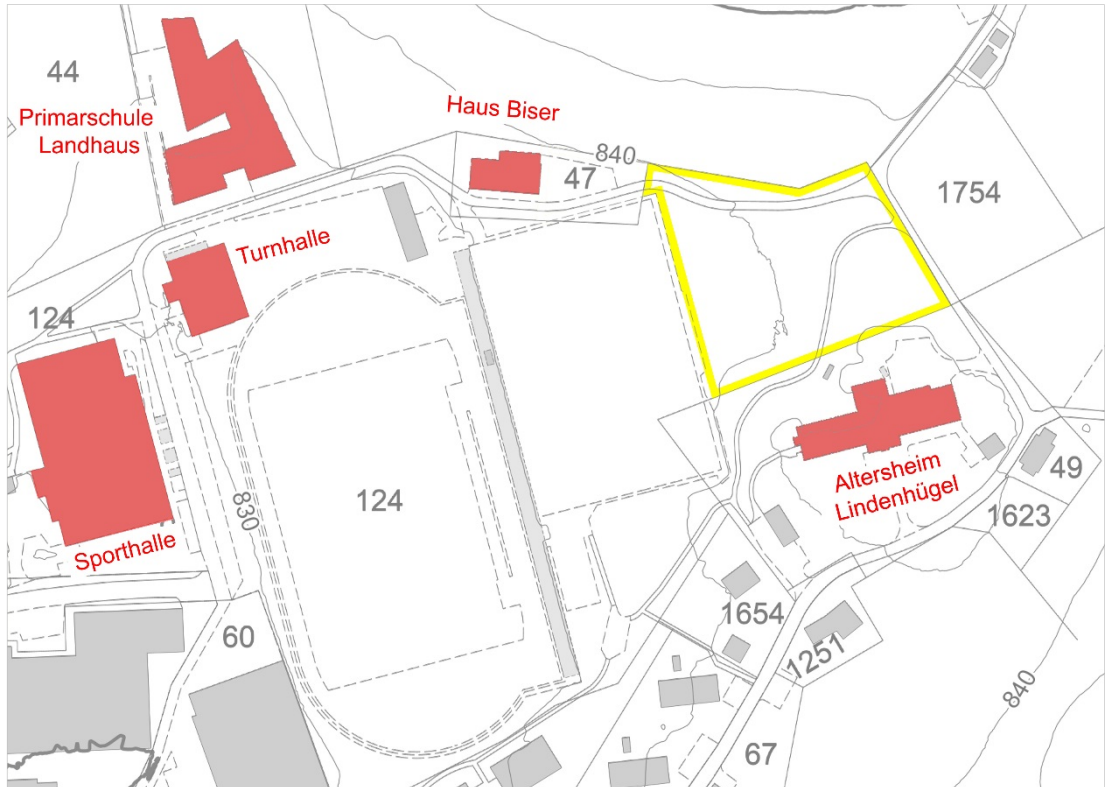 44
Primarschule
Landhaus
Haus Biser
840
47
1754
Turnhalle
124
830
124
Sporthalle
Altersheim
Lindenhügel
49
1623
1654
1251
60
67
840